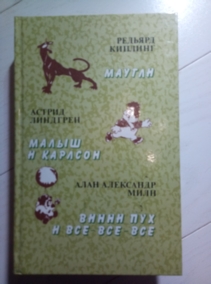 РЕДЬЯРД
КИПЛИНГ
МАУГЛИ
АСТРИД
ЛИНДГРЕН
МАЛЫШ
И КАРЛСОН
АЛАН АЛЕКСАНДР
МИЛН
ВИННИ ПУХ
И ВСЕ ВСЕ ВСЕ